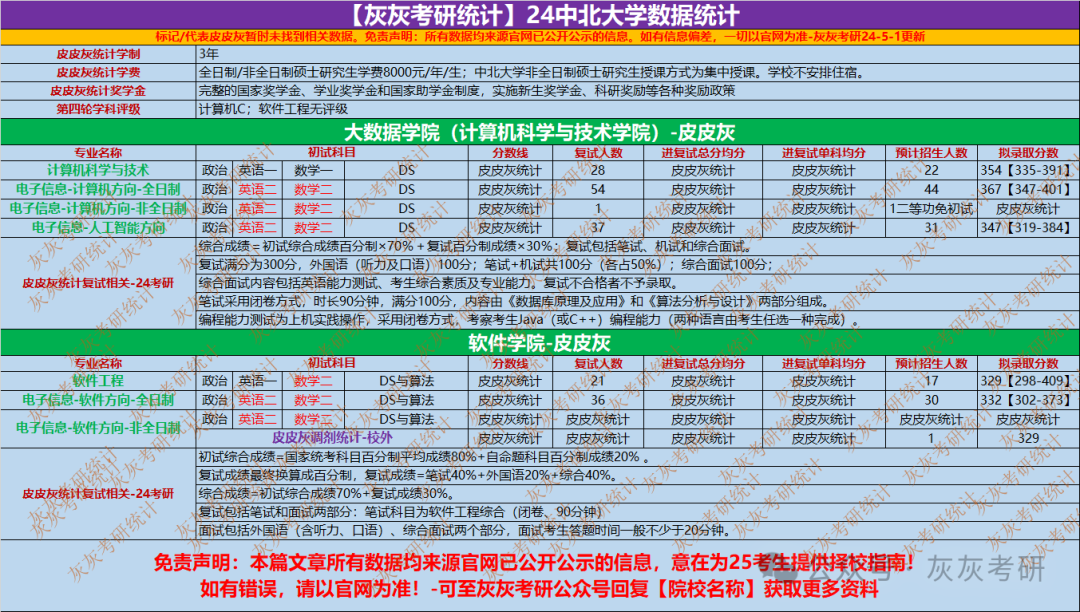 【灰灰考研统计】24中北大学数据统计
标记/代表皮皮灰暂时未找到相关数据。免责声明：所有数据均来源官网已公开公示的信息。如有信息偏差，一切以官网为准-灰灰考研24-5-1更新
皮皮灰统计学制 3年
皮皮灰统计学费 全日制/非全日制硕士研究生学费8000元/年/生；中北大学非全日制硕士研究生授课方式为集中授课。学校不安排住宿。
皮皮灰统计奖学金 完整的国家奖学金、学业奖学金和国家助学金制度，实施新生奖学金、科研奖励等各种奖励政策
第四轮学科评级 计算机C；软件工程无评级
大数据学院（计算机科学与技术学院）-皮皮灰
专业名称 初试科目 分数线 复试人数 进复试总分均分 进复试单科均分 预计招生人数 拟录取分数
计算机科学与技术 政治 英语一 数学一 DS 皮皮灰统计 28 皮皮灰统计 皮皮灰统计 22 354【335-391】
电子信息-计算机方向-全日制 政治 英语二 数学二 DS 皮皮灰统计 54 皮皮灰统计 皮皮灰统计 44 367【347-401】
电子信息-计算机方向-非全日制 政治 英语二 数学二 DS 皮皮灰统计 1 皮皮灰统计 皮皮灰统计 1二等功免初试 皮皮灰统计
电子信息-人工智能方向 政治 英语二 数学二 DS 皮皮灰统计 37 皮皮灰统计 皮皮灰统计 31 347【319-384】
皮皮灰统计复试相关-24考研
综合成绩＝初试综合成绩百分制×70%＋复试百分制成绩×30%；复试包括笔试、机试和综合面试。
复试满分为300分，外国语（听力及口语）100分；笔试+机试共100分（各占50%）；综合面试100分；
综合面试内容包括英语能力测试、考生综合素质及专业能力。复试不合格者不予录取。
笔试采用闭卷方式，时长90分钟，满分100分，内容由《数据库原理及应用》和《算法分析与设计》两部分组成。
编程能力测试为上机实践操作，采用闭卷方式，考察考生Java（或C++）编程能力（两种语言由考生任选一种完成）。
软件学院-皮皮灰
专业名称 初试科目 分数线 复试人数 进复试总分均分 进复试单科均分 预计招生人数 拟录取分数
软件工程 政治 英语一 数学二 DS与算法 皮皮灰统计 21 皮皮灰统计 皮皮灰统计 17 329【298-409】
电子信息-软件方向-全日制 政治 英语二 数学二 DS与算法 皮皮灰统计 36 皮皮灰统计 皮皮灰统计 30 332【302-373】
电子信息-软件方向-非全日制 政治 英语二 数学二 DS与算法 皮皮灰统计 皮皮灰统计 皮皮灰统计 皮皮灰统计 皮皮灰统计 皮皮灰统计
皮皮灰调剂统计-校外 皮皮灰统计 皮皮灰统计 皮皮灰统计 皮皮灰统计 1 329
皮皮灰统计复试相关-24考研
初试综合成绩=国家统考科目百分制平均成绩80%+自命题科目百分制成绩20% 。
复试成绩最终换算成百分制，复试成绩=笔试40%+外国语20%+综合40%。
综合成绩=初试综合成绩70%+复试成绩30%。
复试包括笔试和面试两部分：笔试科目为软件工程综合（闭卷、90分钟）
面试包括外国语（含听力、口语）、综合面试两个部分，面试考生答题时间一般不少于20分钟。
免责声明：本篇文章所有数据均来源官网已公开公示的信息，意在为25考生提供择校指南！
如有错误，请以官网为准！-可至灰灰考研公众号回复【院校名称】获取更多资料
公众号 灰灰考研